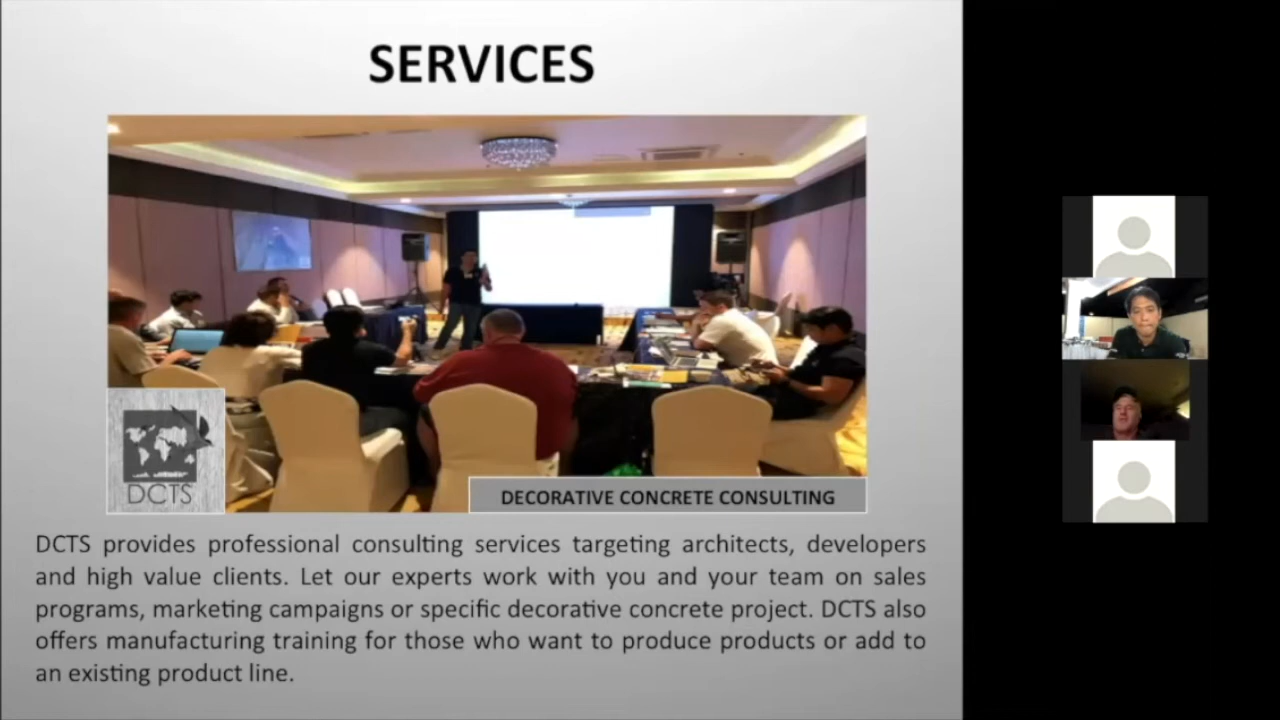 SERVICES
DCTS
DECORATIVE CONCRETE CONSULTING
DCTS provides professional consulting services targeting architects, developers
and high value clients. Let our experts work with you and your team on sales
programs, marketing campaigns or specific decorative concrete project. DCTS also
offers manufacturing training for those who want to produce products or add to
an existing product line.